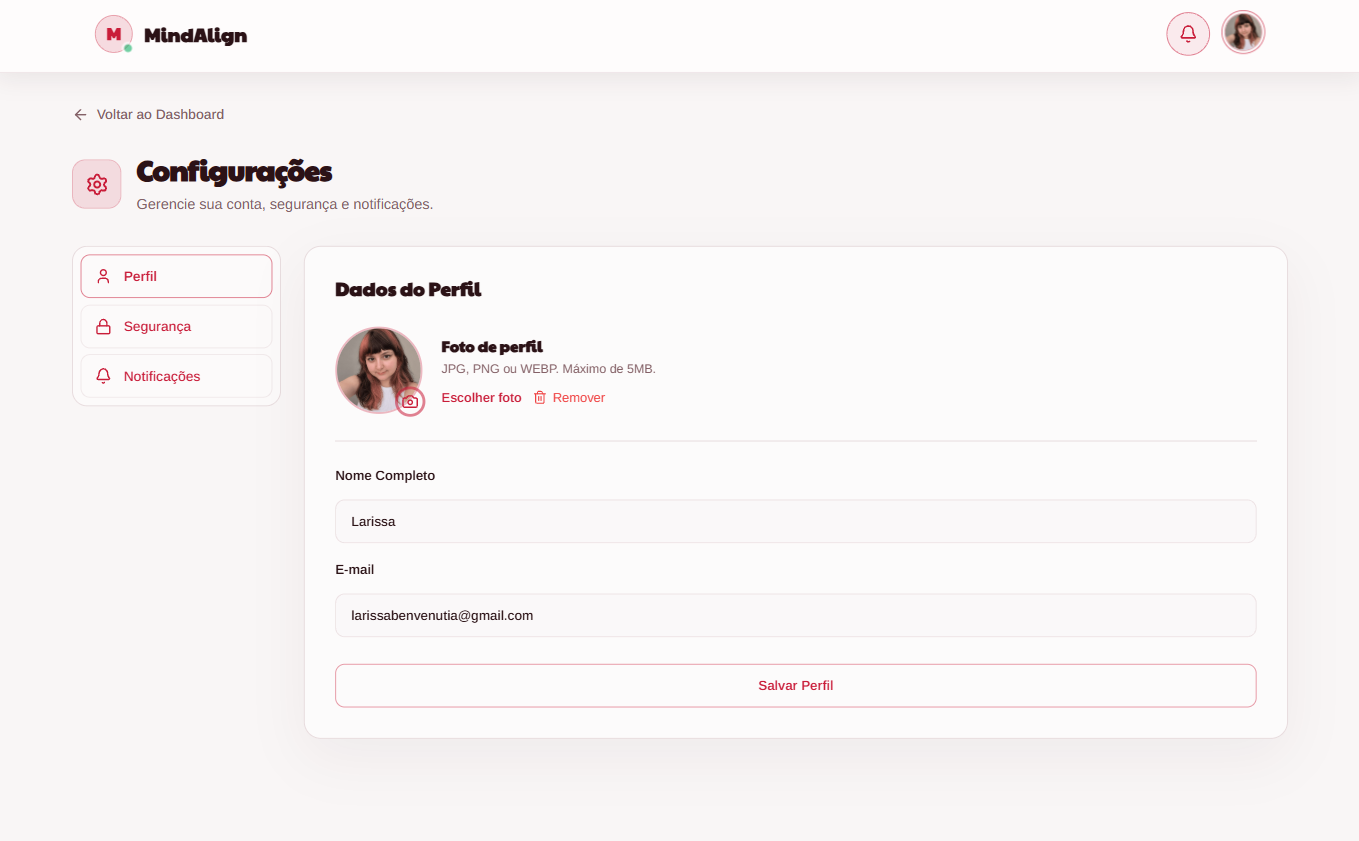 M MindAlign
Voltar ao Dashboard
Configurações
Gerencie sua conta, segurança e notificações.
Perfil
Segurança
Notificações
Dados do Perfil
Foto de perfil
JPG, PNG ou WEBP. Máximo de 5MB.
Escolher foto Remover
Nome Completo
Larissa
E-mail
larissabenvenutia@gmail.com
Salvar Perfil